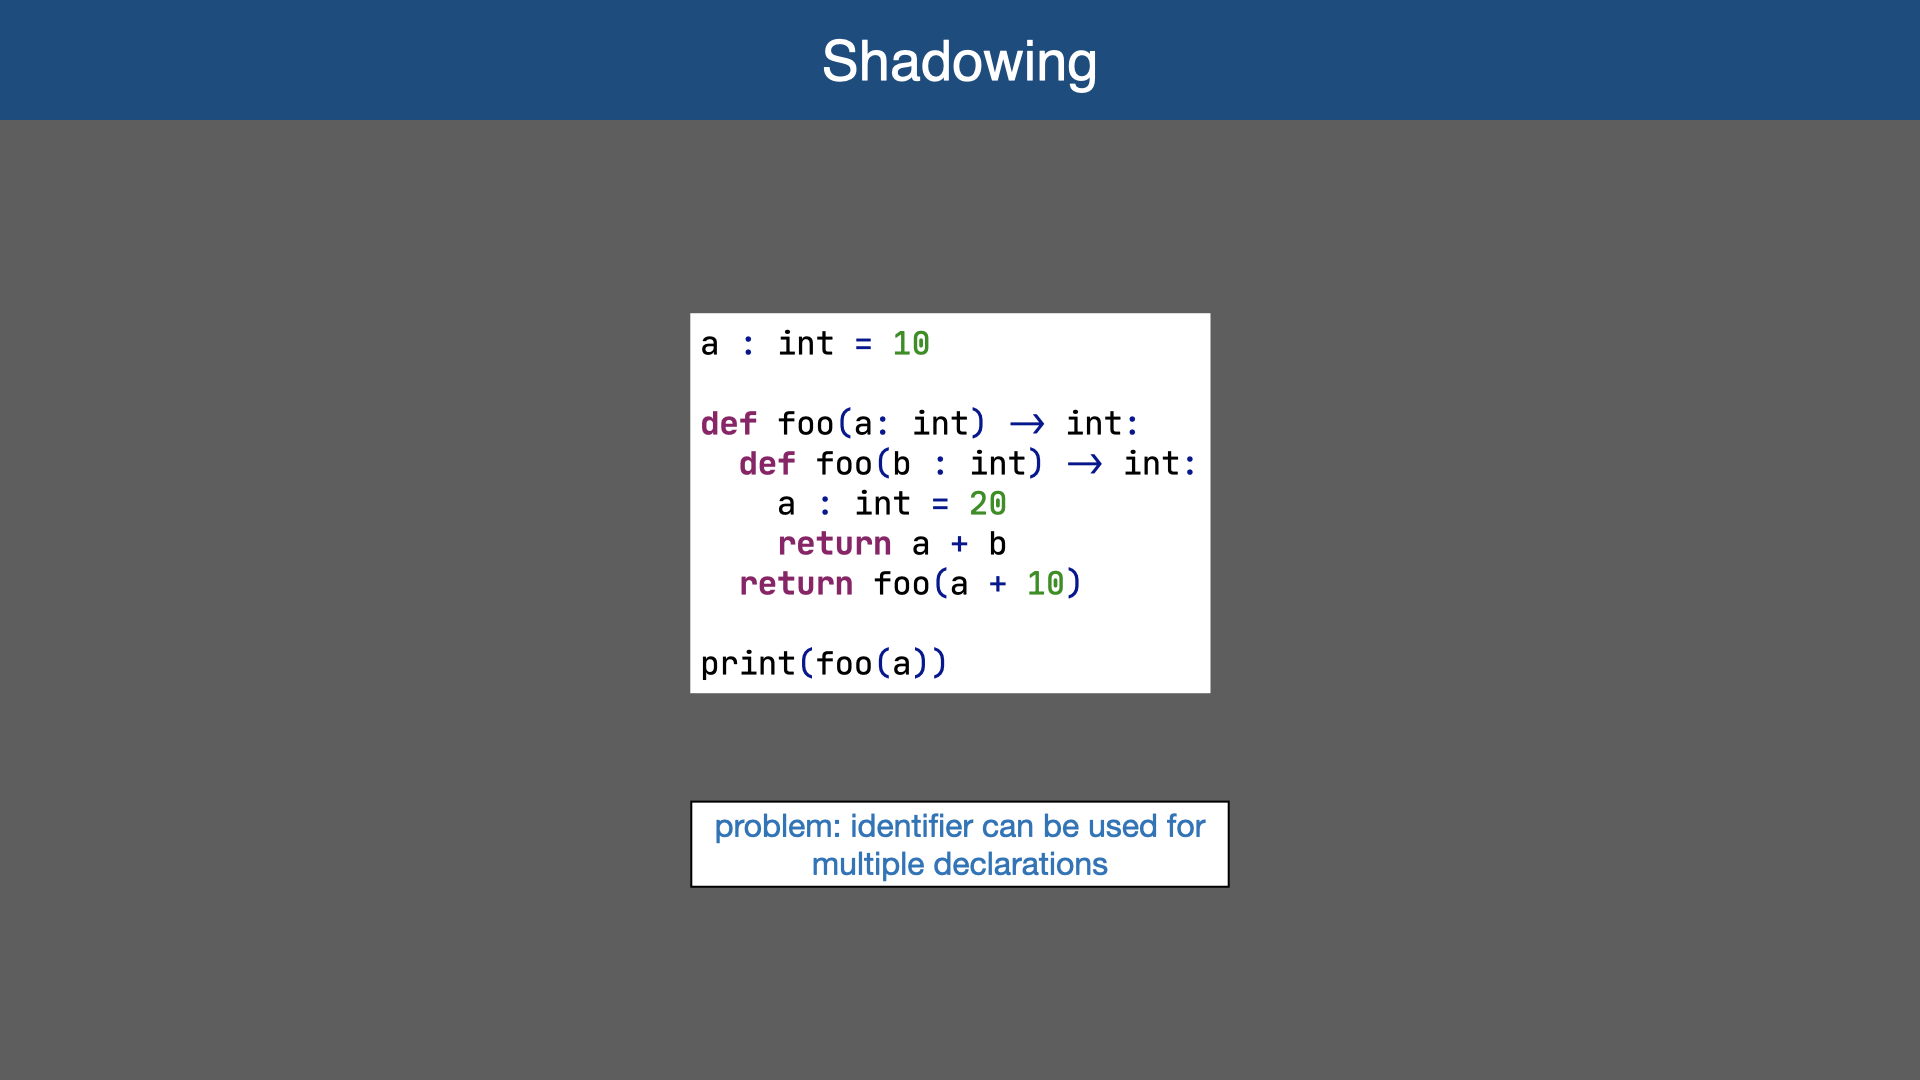 Shadowing
a : int = 10
def foo(a: int) → int:
  def foo(b : int) → int:
    a : int = 20
    return a + b
  return foo(a + 10)
print(foo(a))
problem: identifier can be used for
multiple declarations